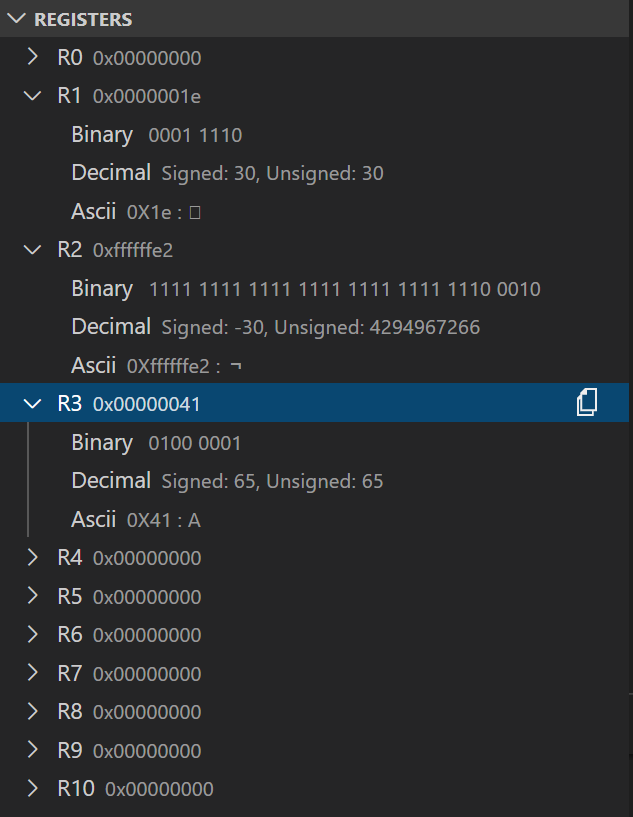 REGISTERS
R0 0x00000000
R1 0x0000001e
Binary 0001 1110
Decimal Signed: 30, Unsigned: 30
Ascii 0X1e : □
R2 0xffffffe2
Binary 1111 1111 1111 1111 1111 1111 1110 0010
Decimal Signed: -30, Unsigned: 4294967266
Ascii 0Xffffffe2 : ¬
R3 0x00000041
Binary 0100 0001
Decimal Signed: 65, Unsigned: 65
Ascii 0X41 : A
R4 0x00000000
R5 0x00000000
R6 0x00000000
R7 0x00000000
R8 0x00000000
R9 0x00000000
R10 0x00000000